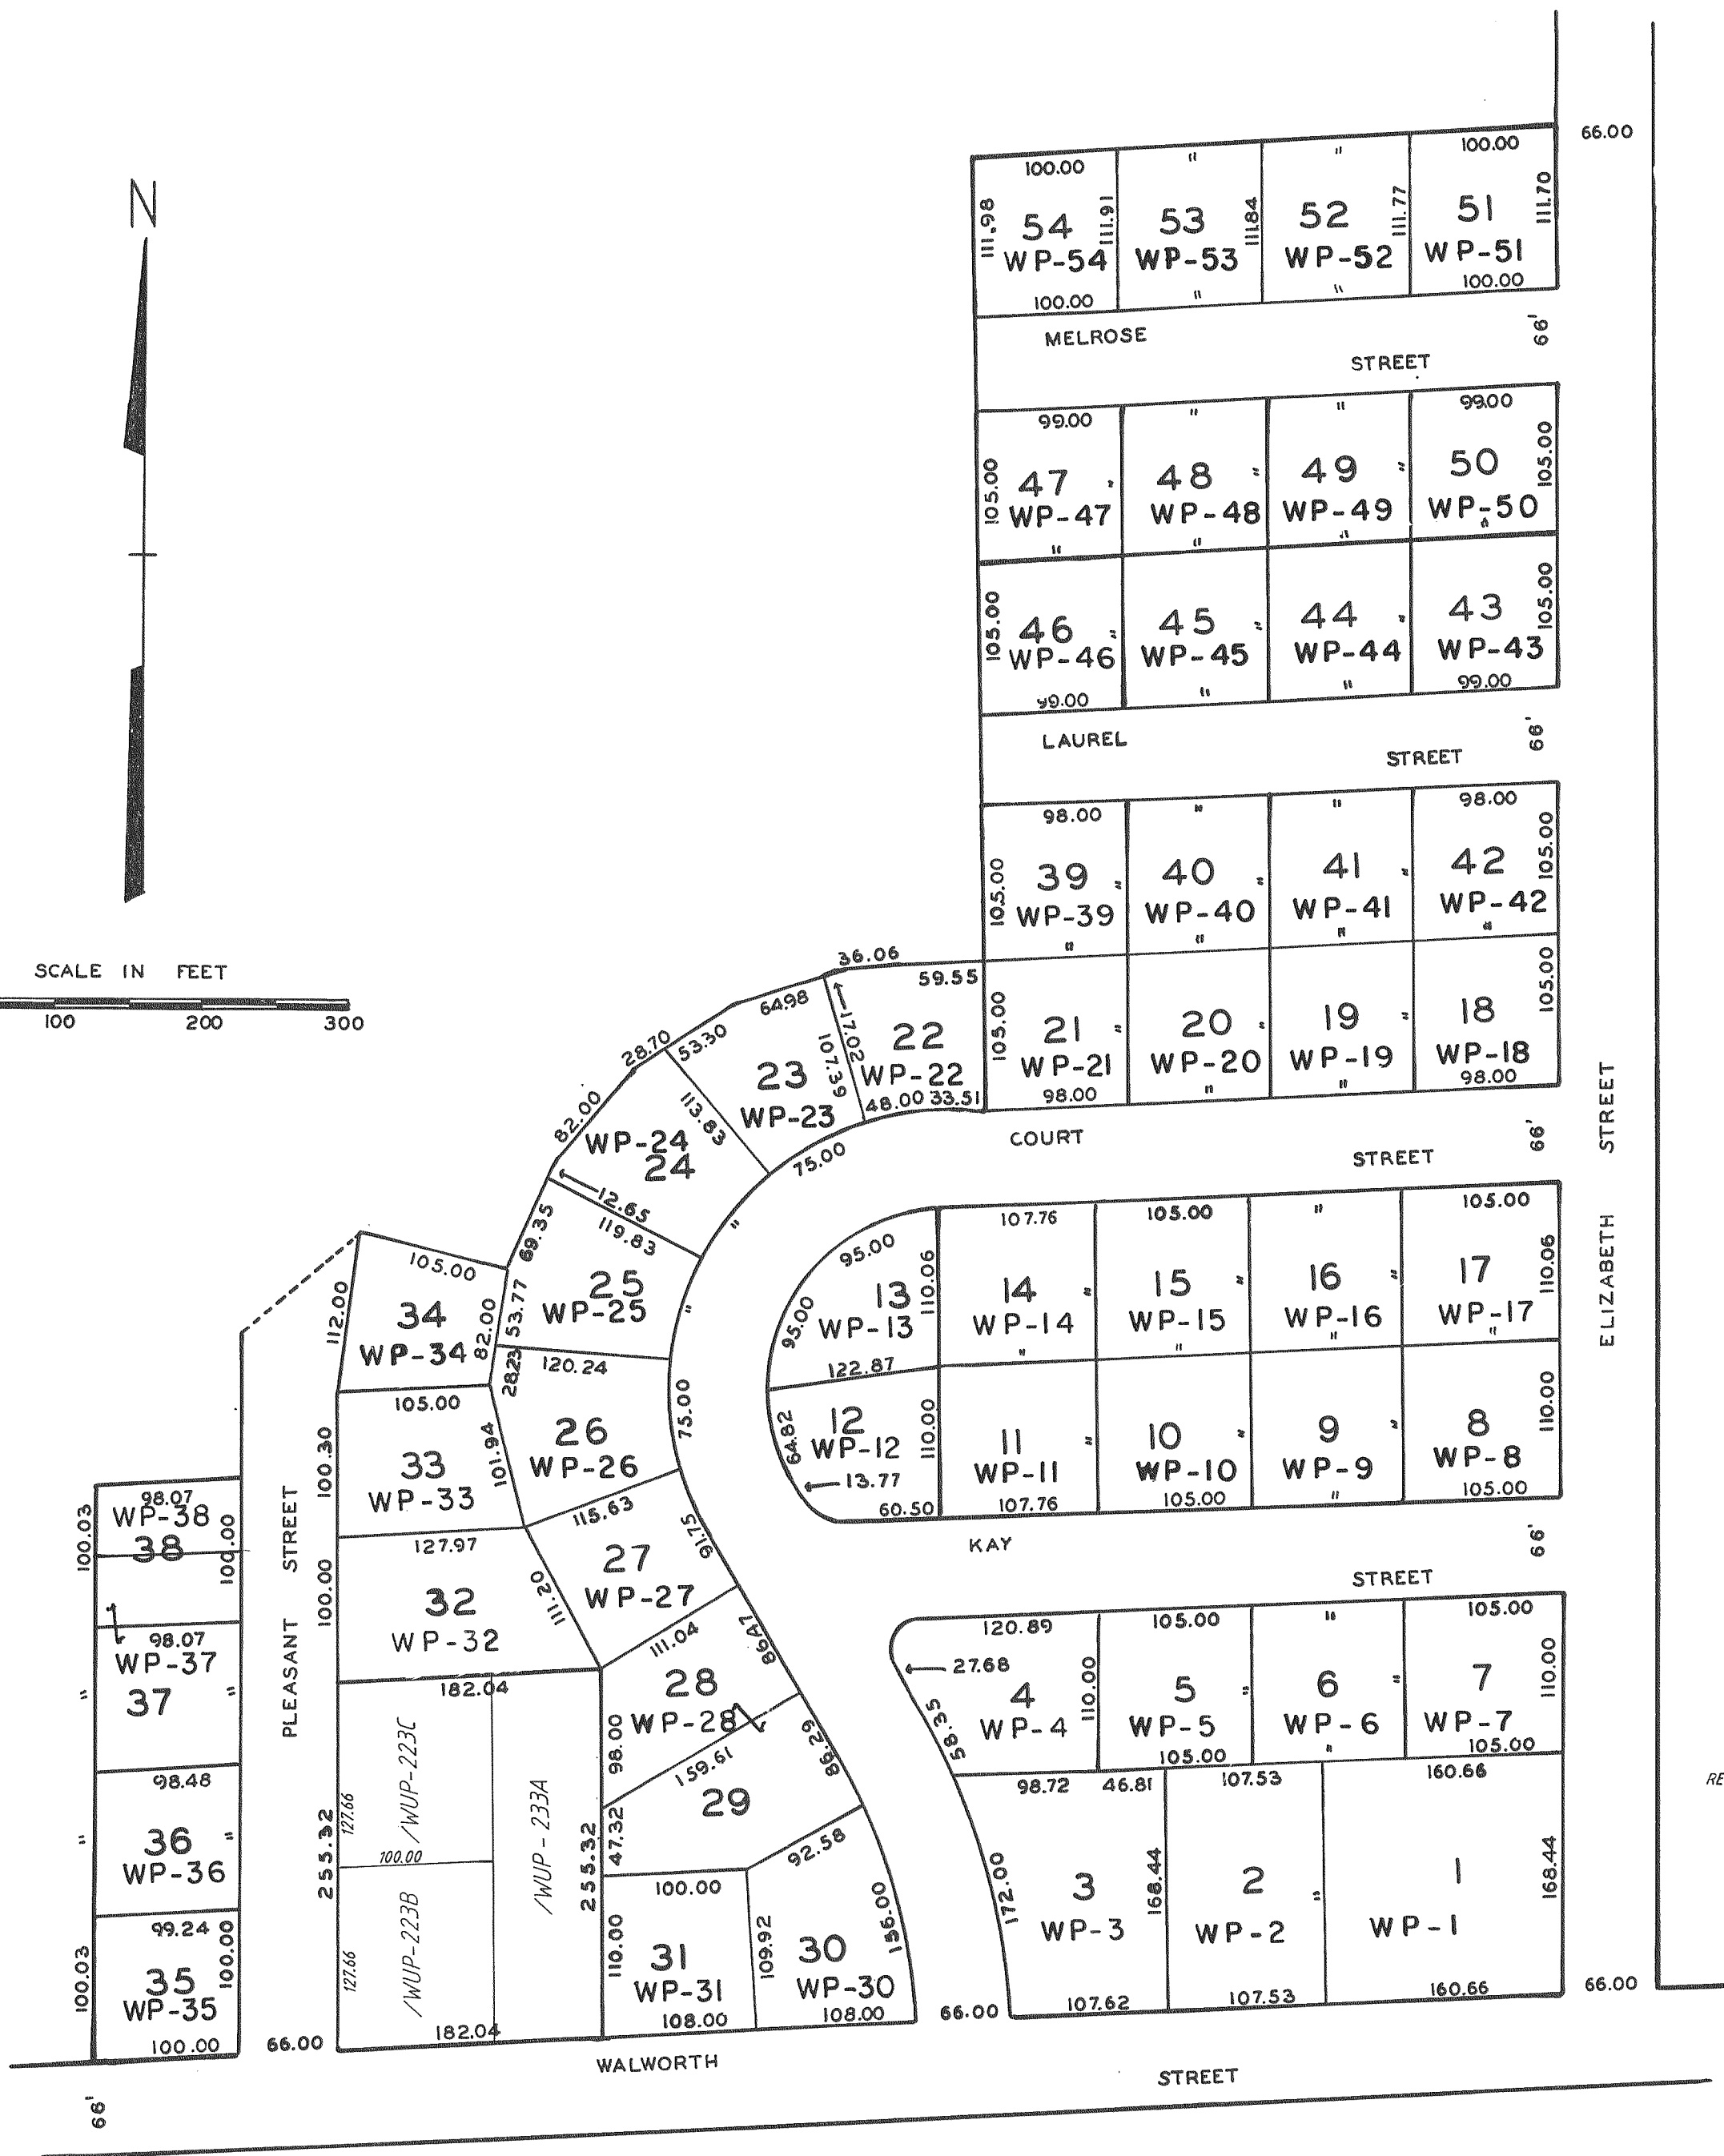 66.00
100.00 " " 100.00
111.98 111.91 111.84 111.77 111.70
54 53 52 51
WP-54 WP-53 WP-52 WP-51
100.00 " " 100.00
N
MELROSE STREET 66'
99.00 " " 99.00
105.00 47 " 48 " 49 " 50 105.00
WP-47 WP-48 WP-49 WP-50
" " " "
105.00 46 " 45 " 44 " 43 105.00
WP-46 WP-45 WP-44 WP-43
99.00 " " 99.00
LAUREL STREET 66'
98.00 " " 98.00
105.00 39 " 40 " 41 " 42 105.00
WP-39 WP-40 WP-41 WP-42
" " " "
SCALE IN FEET
100 200 300
36.06
59.55
17.02
22
WP-22
48.00 33.51
105.00 21 " 20 " 19 " 18 105.00
WP-21 WP-20 WP-19 WP-18
98.00 " " 98.00
64.98
53.30
107.39
23
WP-23
75.00
28.70
82.00
113.83
WP-24
24
12.65
"
COURT STREET 66'
ELIZABETH STREET
69.35
119.83
53.77
25
WP-25
"
105.00
112.00
34
WP-34
82.00
28.23
120.24
26
WP-26
75.00
95.00
95.00
13
WP-13
110.06
122.87
107.76 105.00 " 105.00
14 " 15 " 16 " 17 110.06
WP-14 WP-15 WP-16 WP-17
" " " "
64.82
12
WP-12
110.00
13.77
60.50
11 " 10 " 9 " 8 110.00
WP-11 WP-10 WP-9 WP-8
107.76 105.00 " 105.00
KAY STREET 66'
105.00
100.30
33
WP-33
101.94
115.63
91.75
27
WP-27
127.97
100.00
32
WP-32
111.20
111.04
86.47
28
WP-28
98.00
159.61
86.29
29
47.32
92.58
PLEASANT STREET
98.07
WP-38
38
100.03
100.00
98.07
WP-37
" 37 "
98.48
" 36 "
WP-36
99.24
100.03
35
WP-35
100.00
100.00
66'
66.00
182.04
/WUP-223C
/WUP-233A
127.66
255.32
100.00
/WUP-223B
127.66
255.32
182.04
100.00
110.00
31
WP-31
108.00
109.92
30
WP-30
156.00
108.00
66.00
120.89 105.00 " 105.00
27.68
4 110.00 5 " 6 " 7 110.00
WP-4 WP-5 WP-6 WP-7
58.35
105.00 " 105.00
98.72 46.81 107.53 160.66
172.00
3 168.44 2 " 1 168.44
WP-3 WP-2 WP-1
107.62 107.53 160.66
66.00
RE
WALWORTH STREET